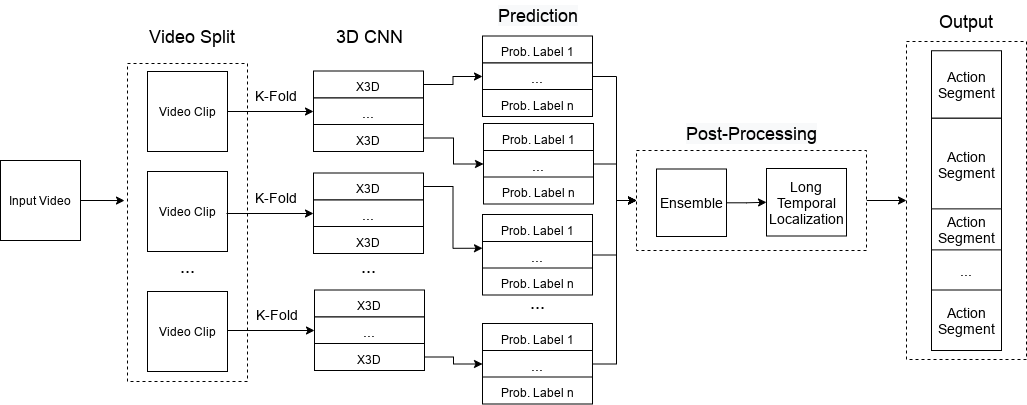 Prediction
Output
Video Split
3D CNN
Input Video
Video Clip
K-Fold
X3D
...
X3D
Video Clip
K-Fold
X3D
...
X3D
...
...
Video Clip
K-Fold
X3D
...
X3D
Prob. Label 1
...
Prob. Label n
Prob. Label 1
...
Prob. Label n
Prob. Label 1
...
Prob. Label n
...
Prob. Label 1
...
Prob. Label n
Post-Processing
Ensemble
Long
Temporal
Localization
Action
Segment
Action
Segment
Action
Segment
...
Action
Segment